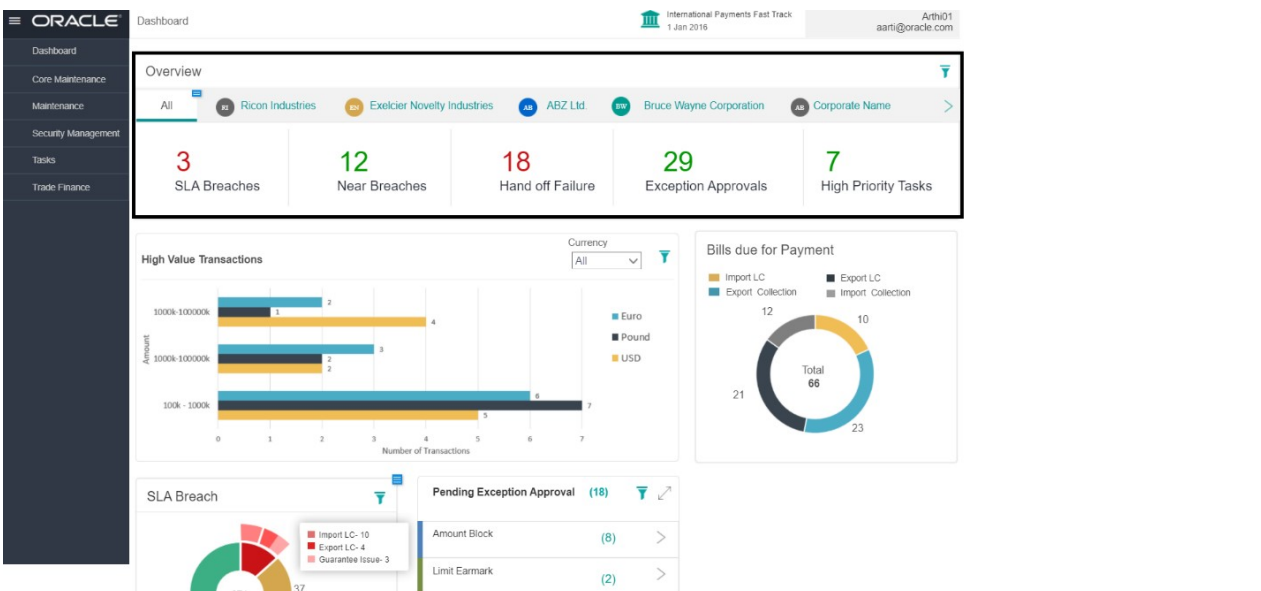 ORACLE
Dashboard
International Payments Fast Track
1 Jan 2016
Arthi01
aarti@oracle.com
Dashboard
Core Maintenance
Maintenance
Security Management
Tasks
Trade Finance
Overview
All
RI Ricon Industries
EN Exelcier Novelty Industries
AB ABZ Ltd.
BW Bruce Wayne Corporation
AB Corporate Name
3
SLA Breaches
12
Near Breaches
18
Hand off Failure
29
Exception Approvals
7
High Priority Tasks
High Value Transactions
Currency
All
Amount
1000k-100000k
2
1
4
1000k-100000k
3
2
2
100k - 1000k
6
7
5
0 1 2 3 4 5 6 7
Number of Transactions
Euro
Pound
USD
Bills due for Payment
Import LC
Export LC
Export Collection
Import Collection
12
10
Total
66
21
23
SLA Breach
Import LC- 10
Export LC- 4
Guarantee Issue- 3
37
Pending Exception Approval (18)
Amount Block
(8)
Limit Earmark
(2)